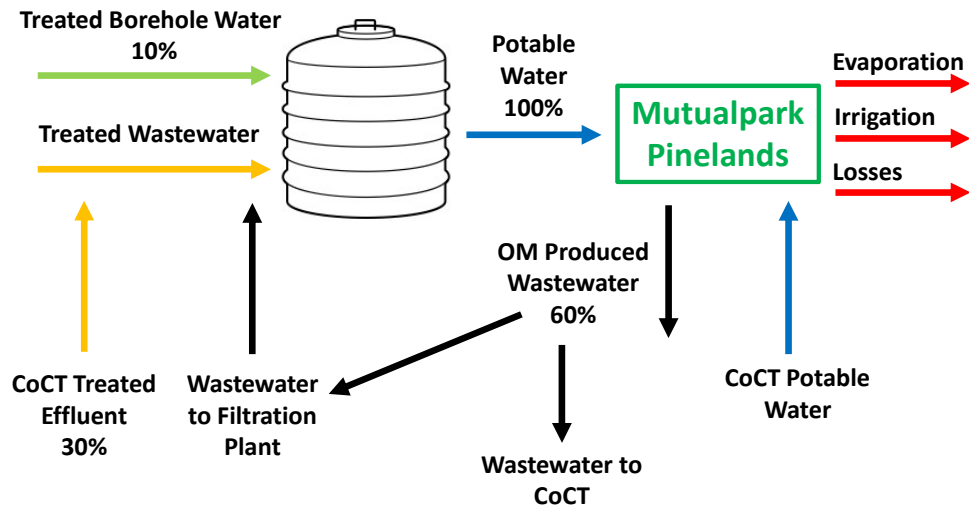 Treated Borehole Water
10%
Treated Wastewater
Potable
Water
100%
Mutualpark
Pinelands
Evaporation
Irrigation
Losses
OM Produced
Wastewater
60%
CoCT Treated
Effluent
30%
Wastewater
to Filtration
Plant
Wastewater to
CoCT
CoCT Potable
Water